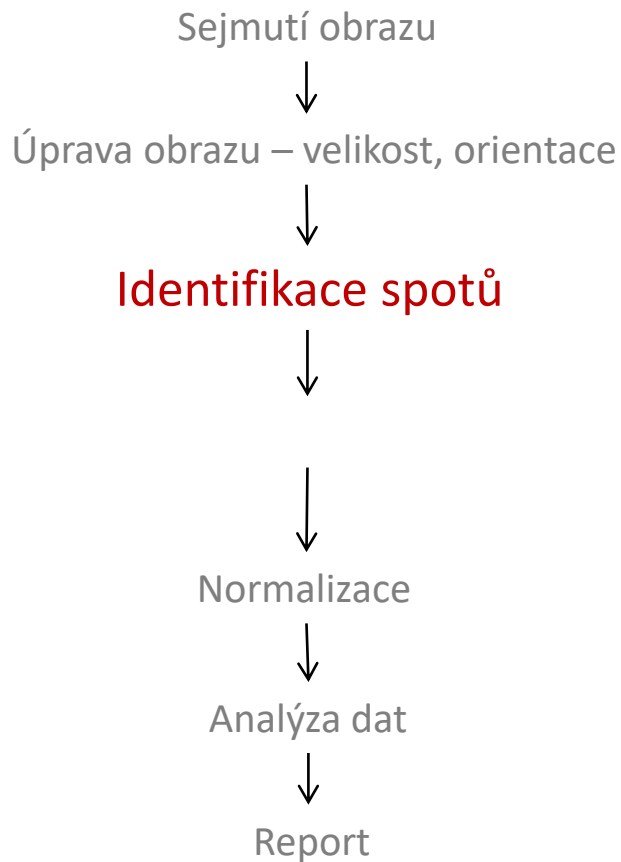 Sejmutí obrazu
Úprava obrazu – velikost, orientace
Identifikace spotů
Normalizace
Analýza dat
Report